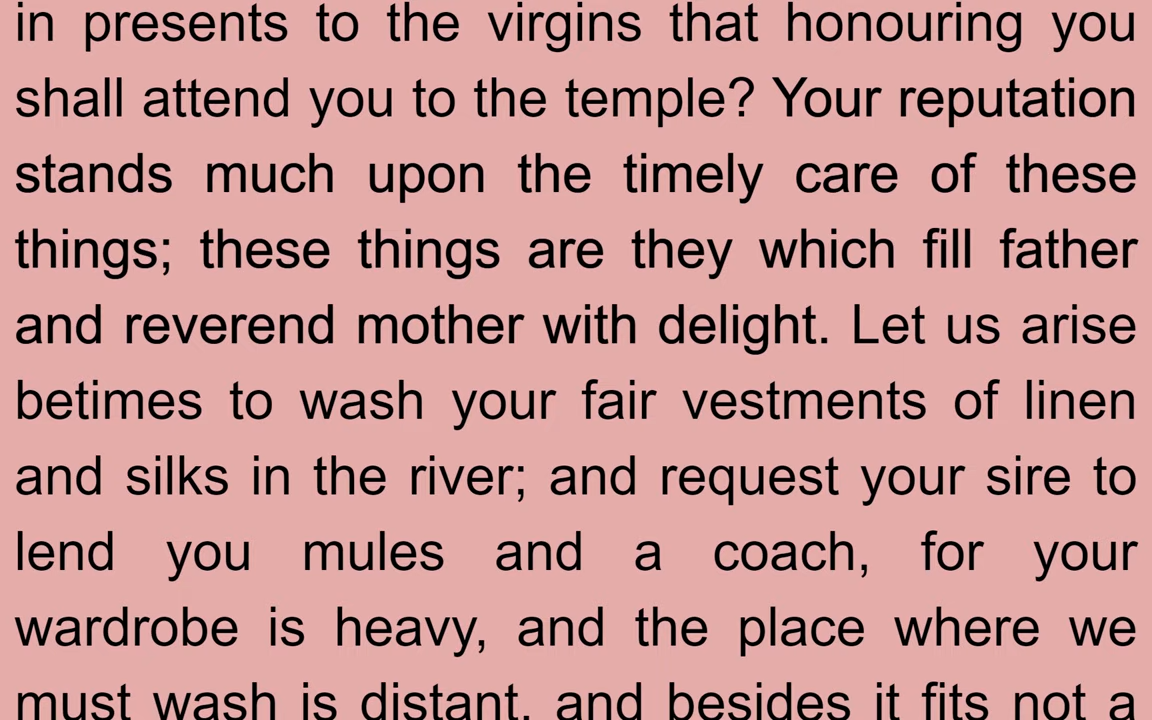 in presents to the virgins that honouring you
shall attend you to the temple? Your reputation
stands much upon the timely care of these
things; these things are they which fill father
and reverend mother with delight. Let us arise
betimes to wash your fair vestments of linen
and silks in the river; and request your sire to
lend you mules and a coach, for your
wardrobe is heavy, and the place where we
must wash is distant, and besides it fits not a